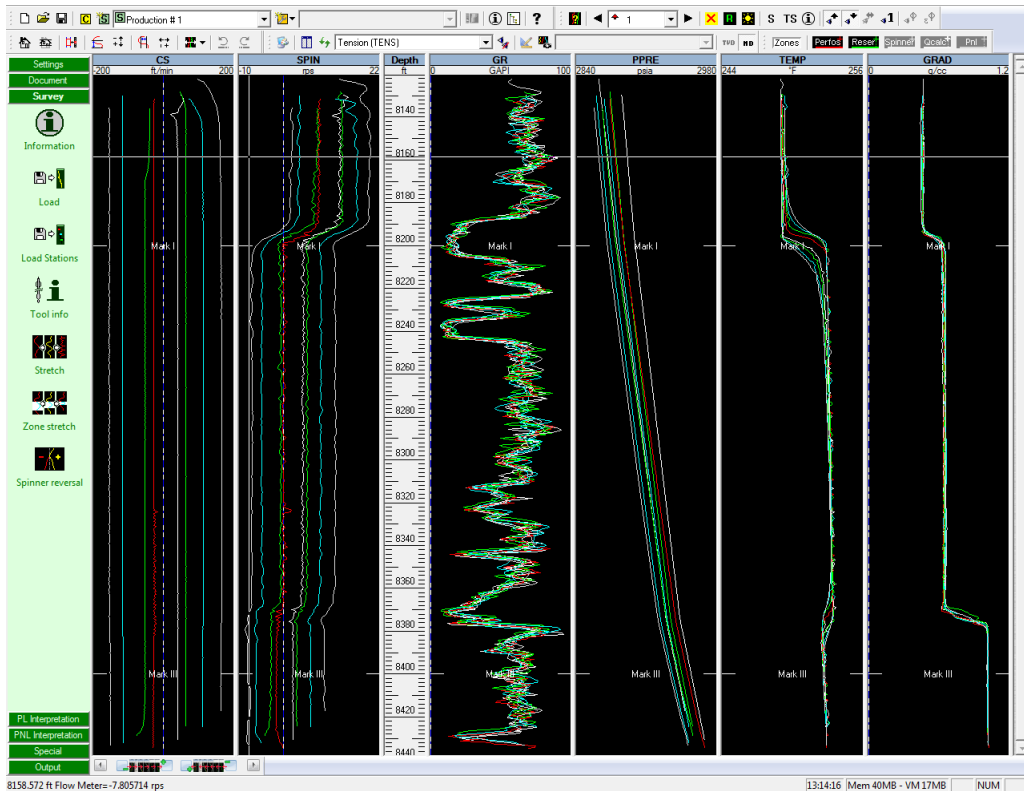 Production # 1
C S S ? ? 1 X R S TS 1
Tension (TENS) TVD MD Zones Perfos Reser Spinne Qcalc Pnl
Settings
Document
Survey
Information
Load
Load Stations
Tool info
Stretch
Zone stretch
Spinner reversal
PL Interpretation
PNL Interpretation
Special
Output
CS SPIN Depth GR PPRE TEMP GRAD
-200 ft/min 200 -10 rps 22 ft 0 GAPI 100 2840 psia 2980 244 °F 256 0 g/cc 1.2
8140
8160
8180
8200
8220
8240
8260
8280
8300
8320
8340
8360
8380
8400
8420
8440
Mark I Mark I Mark I Mark I Mark I Mark I
Mark III Mark III Mark III Mark III Mark III Mark III
8158.572 ft Flow Meter=-7.805714 rps 13:14:16 Mem 40MB - VM 17MB NUM